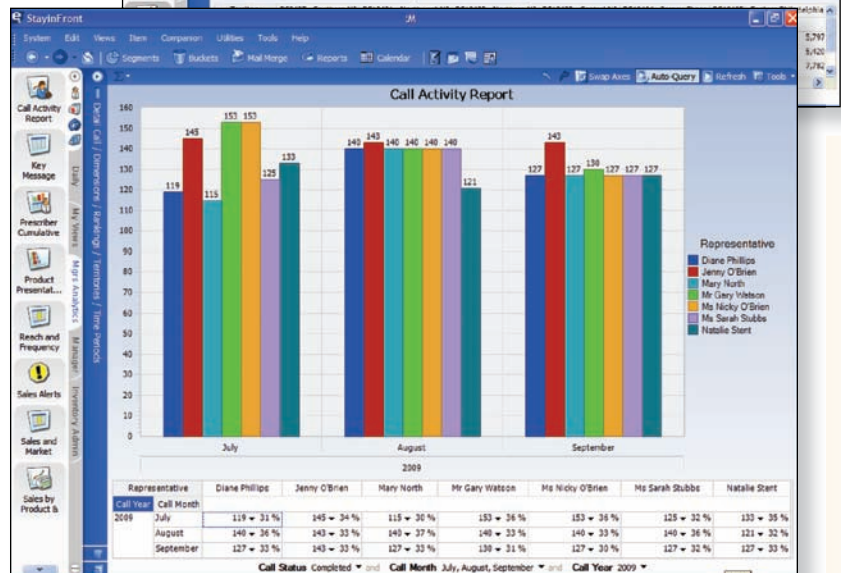 Philadelphia
5,797
8,420
7,782
StayinFront
System Edit Views Item Companion Utilities Tools Help
Segments Buckets Mail Merge Reports Calendar
Swap Axes Auto Query Refresh Tools
Call Activity Report
Key Message
Prescriber Cumulative
Product Presentat...
Reach and Frequency
Sales Alerts
Sales and Market
Sales by Product &
Daily
My Views
Mgrs Analytics
Manager
Inventory Admin
Detail Call / Dimensions / Rankings / Territories / Time Periods
Call Activity Report
160
150
140
130
120
110
100
90
80
70
60
50
40
30
20
10
0
119 145 115 153 153 125 133
140 143 140 140 140 140 121
127 143 127 130 127 127 127
July August September
2009
Representative
Diane Phillips
Jenny O'Brien
Mary North
Mr Gary Watson
Ms Nicky O'Brien
Ms Sarah Stubbs
Natalie Stent
Representative Diane Phillips Jenny O'Brien Mary North Mr Gary Watson Ms Nicky O'Brien Ms Sarah Stubbs Natalie Stent
Call Year Call Month
2009 July 119 31 % 145 34 % 115 30 % 153 36 % 153 36 % 125 32 % 133 35 %
August 140 36 % 143 33 % 140 37 % 140 33 % 140 33 % 140 36 % 121 32 %
September 127 33 % 143 33 % 127 33 % 130 31 % 127 30 % 127 32 % 127 33 %
Call Status Completed and Call Month July, August, September and Call Year 2009